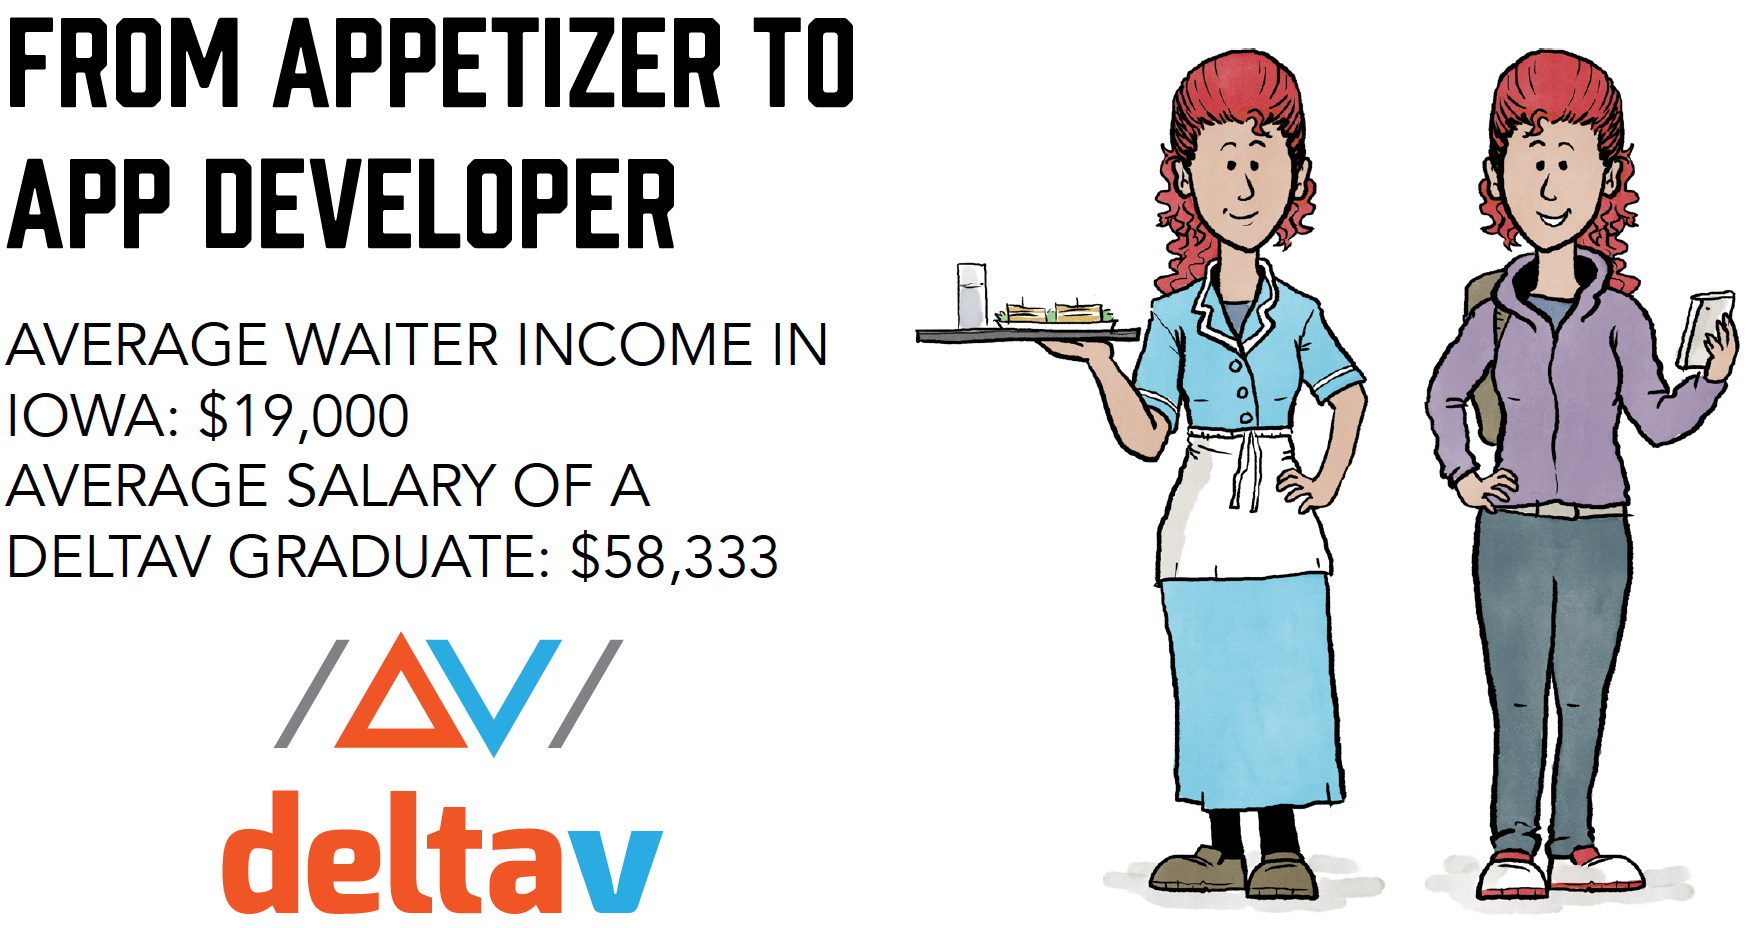 FROM APPETIZER TO
APP DEVELOPER
AVERAGE WAITER INCOME IN
IOWA: $19,000
AVERAGE SALARY OF A
DELTAV GRADUATE: $58,333
deltav